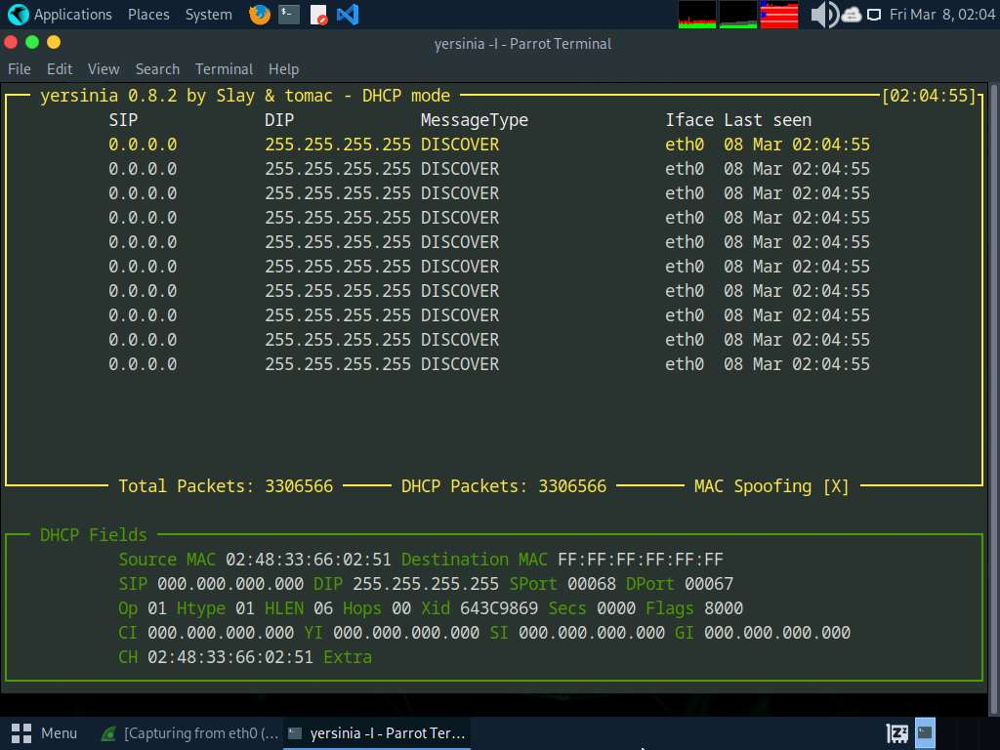 Applications Places System Fri Mar 8, 02:04
yersinia -I - Parrot Terminal
File Edit View Search Terminal Help
yersinia 0.8.2 by Slay & tomac - DHCP mode [02:04:55]
SIP DIP MessageType Iface Last seen
0.0.0.0 255.255.255.255 DISCOVER eth0 08 Mar 02:04:55
0.0.0.0 255.255.255.255 DISCOVER eth0 08 Mar 02:04:55
0.0.0.0 255.255.255.255 DISCOVER eth0 08 Mar 02:04:55
0.0.0.0 255.255.255.255 DISCOVER eth0 08 Mar 02:04:55
0.0.0.0 255.255.255.255 DISCOVER eth0 08 Mar 02:04:55
0.0.0.0 255.255.255.255 DISCOVER eth0 08 Mar 02:04:55
0.0.0.0 255.255.255.255 DISCOVER eth0 08 Mar 02:04:55
0.0.0.0 255.255.255.255 DISCOVER eth0 08 Mar 02:04:55
0.0.0.0 255.255.255.255 DISCOVER eth0 08 Mar 02:04:55
0.0.0.0 255.255.255.255 DISCOVER eth0 08 Mar 02:04:55
Total Packets: 3306566 DHCP Packets: 3306566 MAC Spoofing [X]
DHCP Fields
Source MAC 02:48:33:66:02:51 Destination MAC FF:FF:FF:FF:FF:FF
SIP 000.000.000.000 DIP 255.255.255.255 SPort 00068 DPort 00067
Op 01 Htype 01 HLEN 06 Hops 00 Xid 643C9869 Secs 0000 Flags 8000
CI 000.000.000.000 YI 000.000.000.000 SI 000.000.000.000 GI 000.000.000.000
CH 02:48:33:66:02:51 Extra
Menu [Capturing from eth0 (... yersinia -I - Parrot Ter...